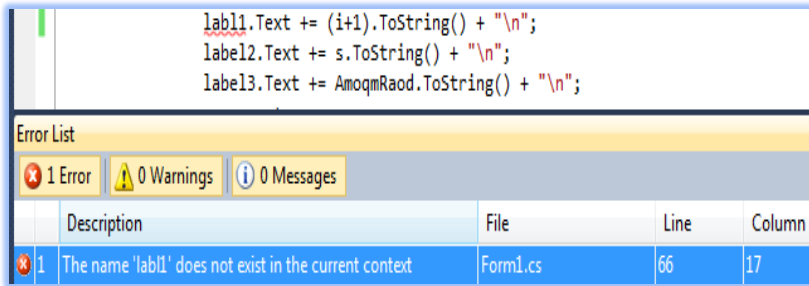 labl1.Text += (i+1).ToString() + "\n";
label2.Text += s.ToString() + "\n";
label3.Text += AmoqmRaod.ToString() + "\n";
Error List
1 Error 0 Warnings 0 Messages
Description File Line Column
1 The name 'labl1' does not exist in the current context Form1.cs 66 17